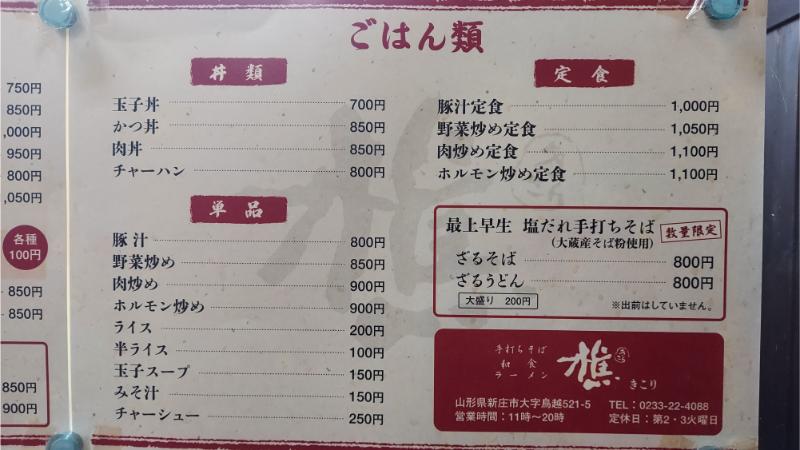 750円
850円
,000円
950円
800円
,050円
各種
100円
850円
850円
850円
900円
ごはん類
丼類
玉子丼 700円
かつ丼 850円
肉丼 850円
チャーハン 800円
単品
豚汁 800円
野菜炒め 850円
肉炒め 900円
ホルモン炒め 900円
ライス 200円
半ライス 100円
玉子スープ 150円
みそ汁 150円
チャーシュー 250円
定食
豚汁定食 1,000円
野菜炒め定食 1,050円
肉炒め定食 1,100円
ホルモン炒め定食 1,100円
最上早生 塩だれ手打ちそば 数量限定
(大蔵産そば粉使用)
ざるそば 800円
ざるうどん 800円
大盛り 200円
※出前はしていません。
手打ちそば
和食
ラーメン
樵
きこり
山形県新庄市大字鳥越521-5 TEL:0233-22-4088
営業時間:11時〜20時 定休日:第2・3火曜日